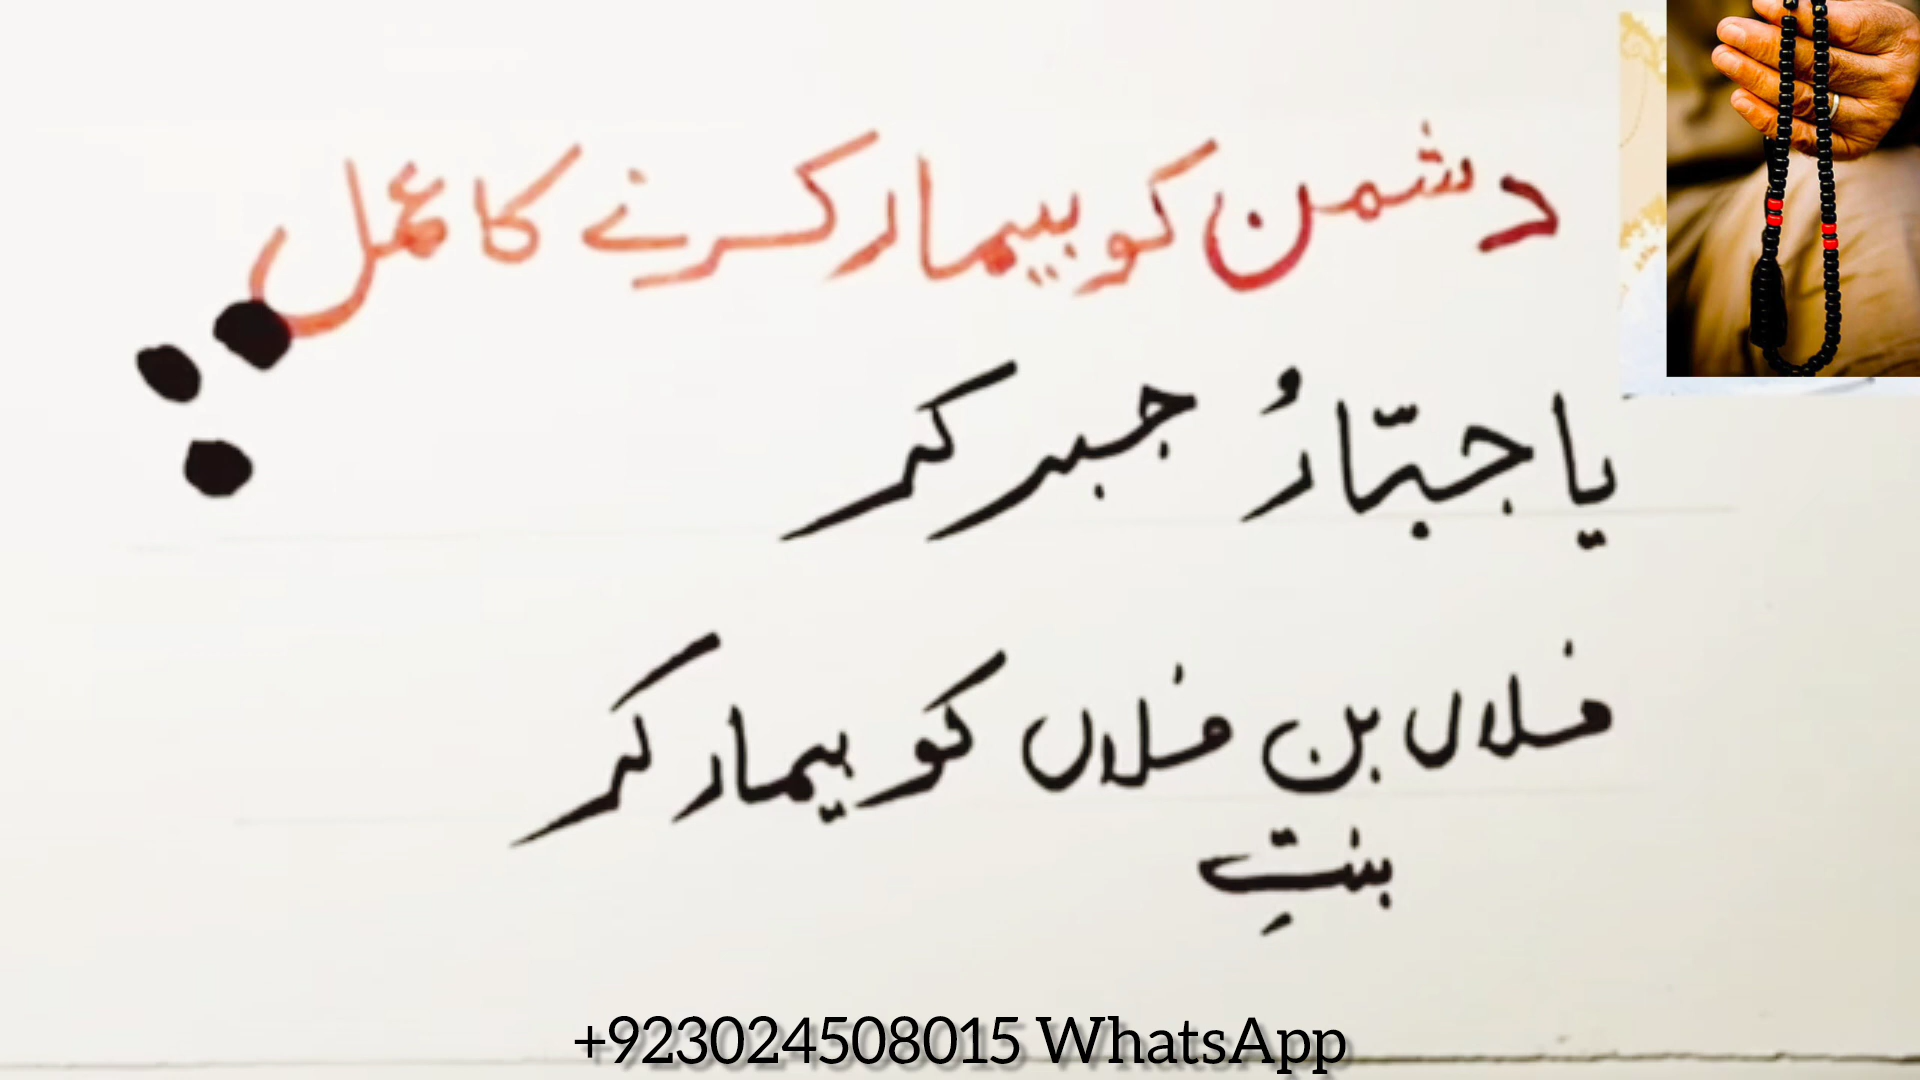 دشمن کو بیمار کرنے کا عمل
یا جبّارُ جبر کر
فلاں بن فلاں کو بیمار کر
بنتِ
+923024508015 WhatsApp